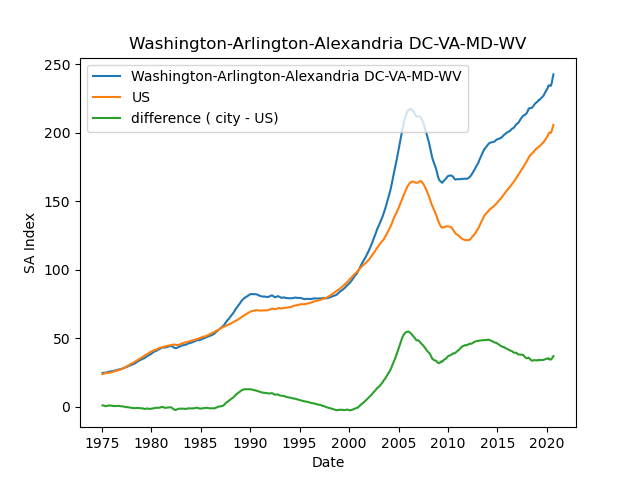 Washington-Arlington-Alexandria DC-VA-MD-WV
250
200
150
100
50
0
SA Index
Washington-Arlington-Alexandria DC-VA-MD-WV
US
difference ( city - US)
1975 1980 1985 1990 1995 2000 2005 2010 2015 2020
Date